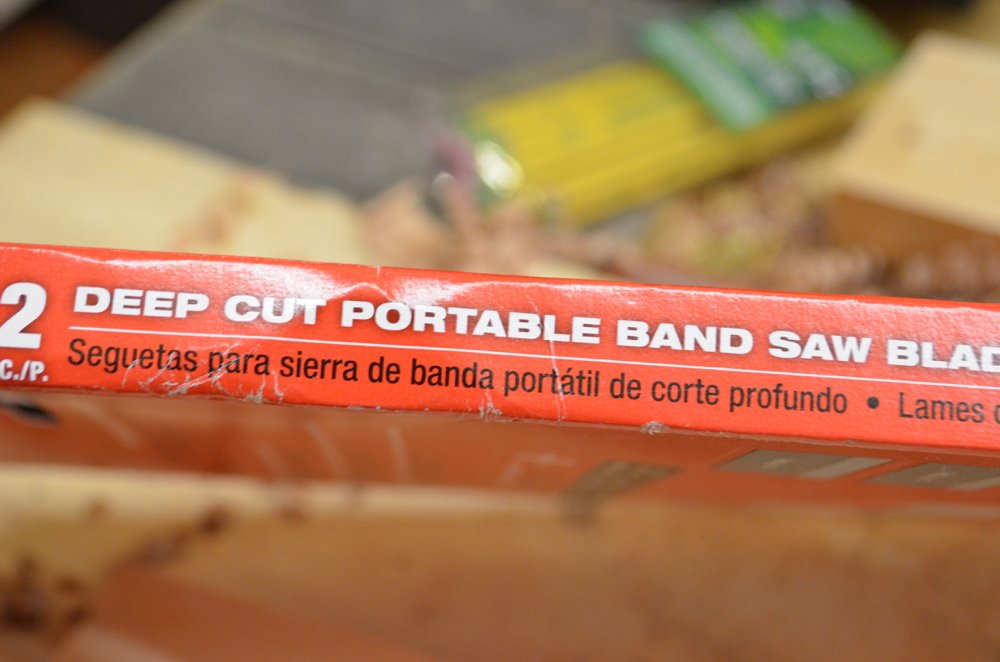 2 DEEP CUT PORTABLE BAND SAW BLAD
C./P. Seguetas para sierra de banda portátil de corte profundo • Lames